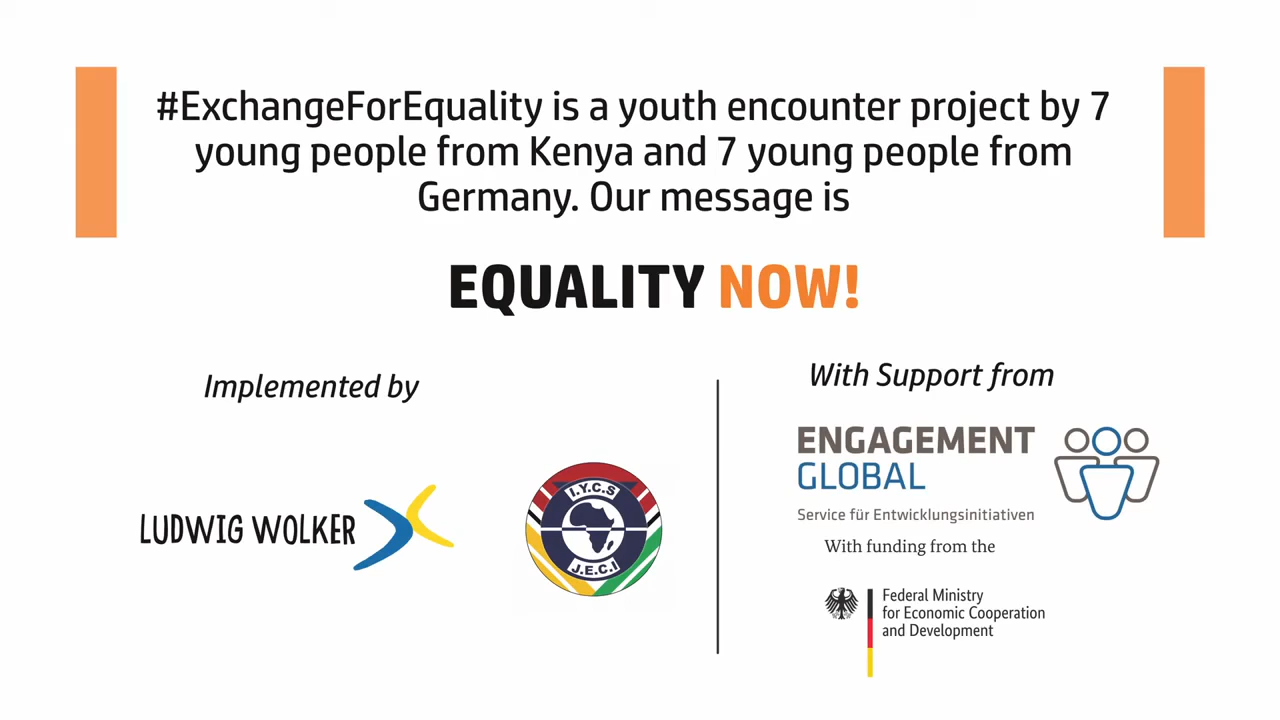 #ExchangeForEquality is a youth encounter project by 7
young people from Kenya and 7 young people from
Germany. Our message is
EQUALITY NOW!
Implemented by
LUDWIG WOLKER
I.Y.C.S
J.E.C.I
With Support from
ENGAGEMENT
GLOBAL
Service für Entwicklungsinitiativen
With funding from the
Federal Ministry
for Economic Cooperation
and Development